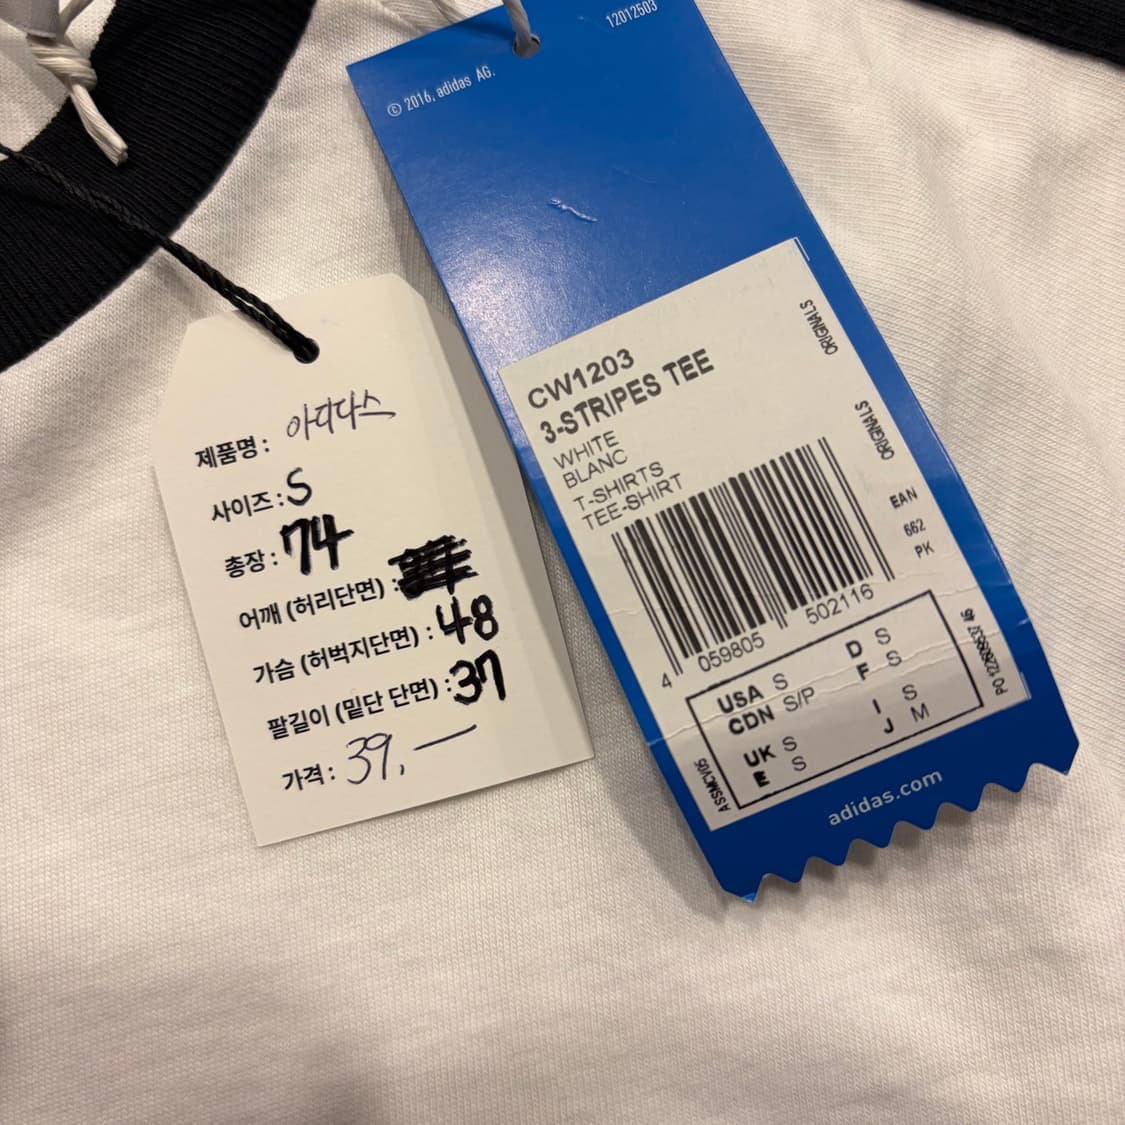 제품명 : 아디다스
사이즈 : S
총장 : 74
어깨 (허리단면) :
가슴 (허벅지단면) : 48
팔길이 (밑단 단면) : 37
가격 : 39,—
12012503
© 2016, adidas AG.
ORIGINALS
CW1203
3-STRIPES TEE
WHITE
BLANC
T-SHIRTS
TEE-SHIRT
ORIGINALS
EAN
662
PK
4 059805 502116
USA S D S
CDN S/P F S
UK S I S
E S J M
ASSMCV05
adidas.com